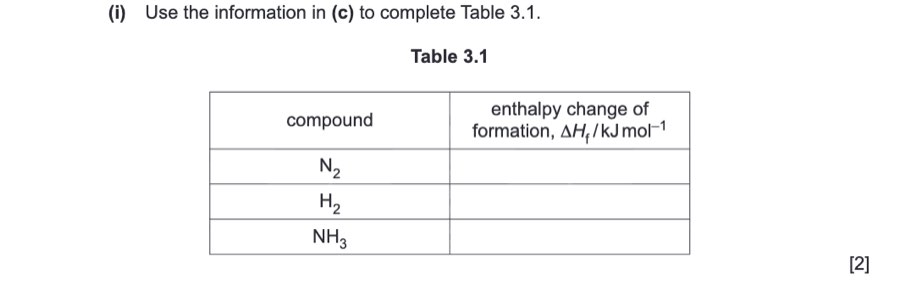 (i) Use the information in (c) to complete Table 3.1.
Table 3.1
compound
enthalpy change of
formation, ΔHf / kJ mol⁻¹
N₂
H₂
NH₃
[2]